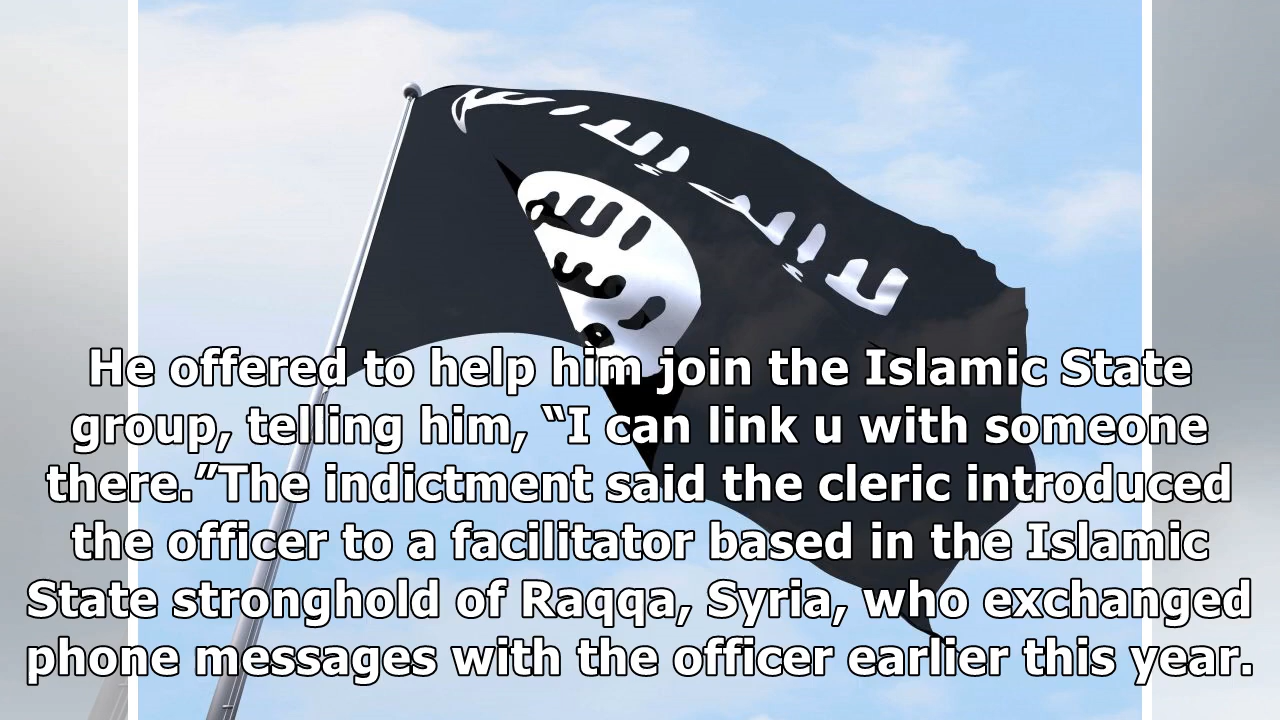 He offered to help him join the Islamic State
group, telling him, “I can link u with someone
there.”The indictment said the cleric introduced
the officer to a facilitator based in the Islamic
State stronghold of Raqqa, Syria, who exchanged
phone messages with the officer earlier this year.